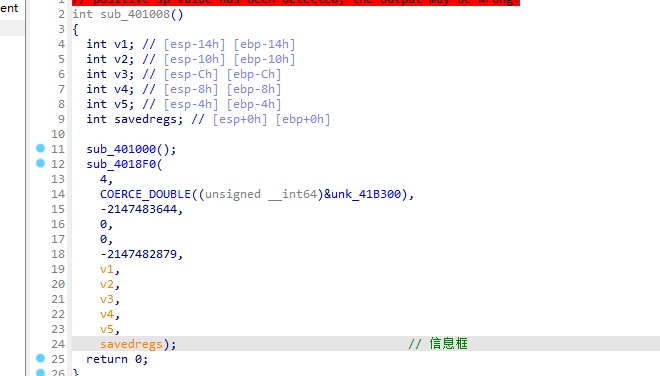 // positive sp value has been detected, the output may be wrong!
ent
1
2 int sub_401008()
3 {
4 int v1; // [esp-14h] [ebp-14h]
5 int v2; // [esp-10h] [ebp-10h]
6 int v3; // [esp-Ch] [ebp-Ch]
7 int v4; // [esp-8h] [ebp-8h]
8 int v5; // [esp-4h] [ebp-4h]
9 int savedregs; // [esp+0h] [ebp+0h]
10
11 sub_401000();
12 sub_4018F0(
13 4,
14 COERCE_DOUBLE((unsigned __int64)&unk_41B300),
15 -2147483644,
16 0,
17 0,
18 -2147482879,
19 v1,
20 v2,
21 v3,
22 v4,
23 v5,
24 savedregs); // 信息框
25 return 0;
26 }